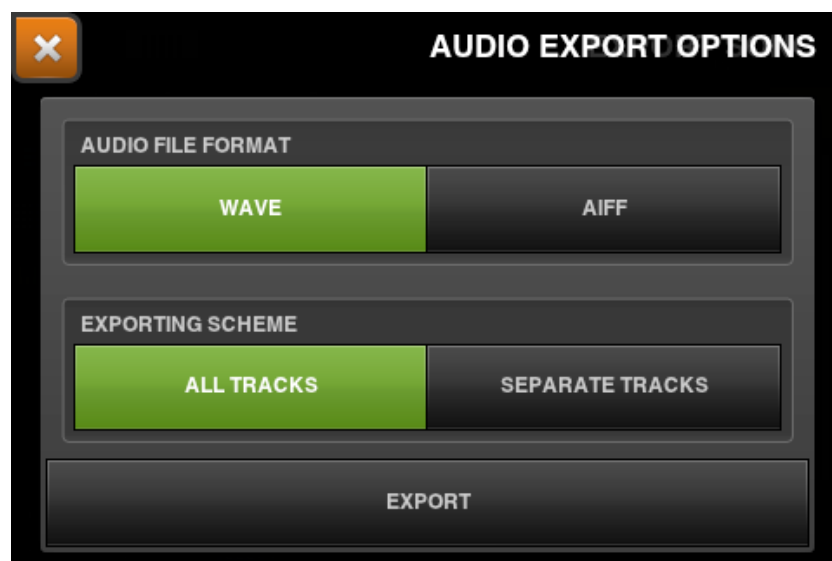 AUDIO EXPORT OPTIONS
AUDIO FILE FORMAT
WAVE AIFF
EXPORTING SCHEME
ALL TRACKS SEPARATE TRACKS
EXPORT